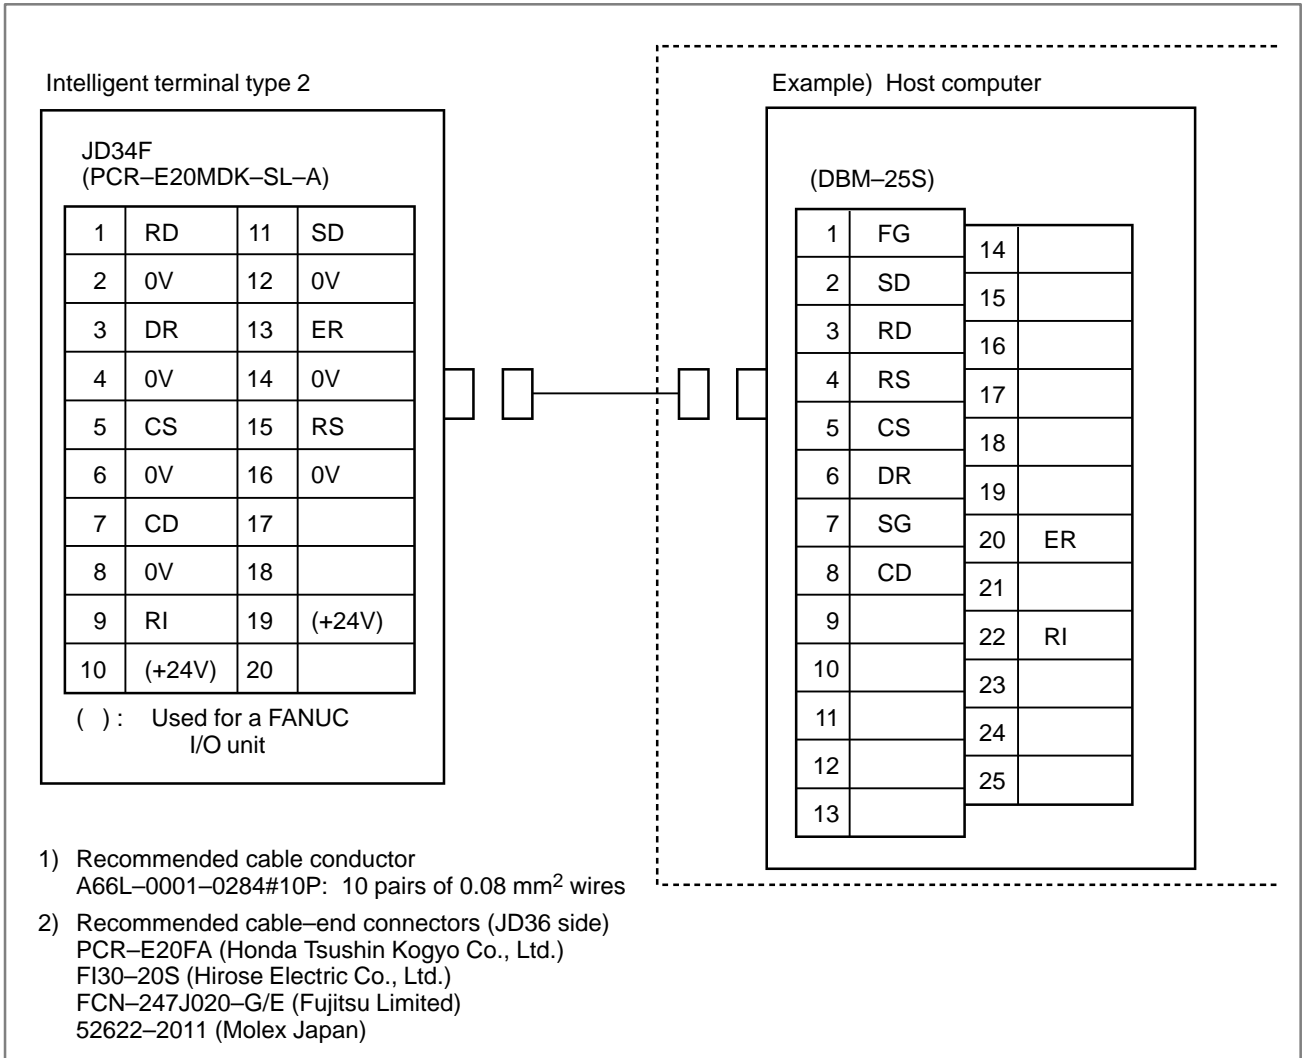 Intelligent terminal type 2
JD34F
(PCR–E20MDK–SL–A)
1 RD 11 SD
2 0V 12 0V
3 DR 13 ER
4 0V 14 0V
5 CS 15 RS
6 0V 16 0V
7 CD 17
8 0V 18
9 RI 19 (+24V)
10 (+24V) 20
( ) : Used for a FANUC
I/O unit
Example) Host computer
(DBM–25S)
1 FG
2 SD
3 RD
4 RS
5 CS
6 DR
7 SG
8 CD
9
10
11
12
13
14
15
16
17
18
19
20 ER
21
22 RI
23
24
25
1) Recommended cable conductor
A66L–0001–0284#10P: 10 pairs of 0.08 mm2 wires
2) Recommended cable–end connectors (JD36 side)
PCR–E20FA (Honda Tsushin Kogyo Co., Ltd.)
FI30–20S (Hirose Electric Co., Ltd.)
FCN–247J020–G/E (Fujitsu Limited)
52622–2011 (Molex Japan)